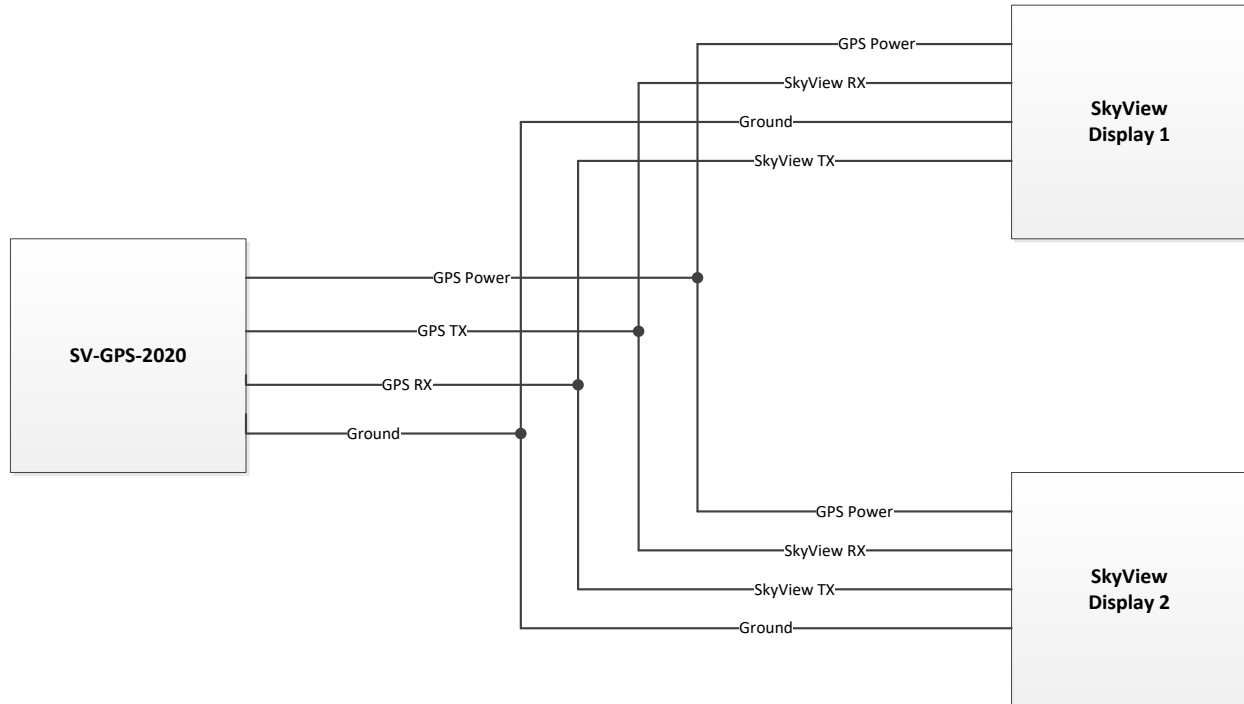 GPS Power
SkyView RX
Ground
SkyView TX
SkyView
Display 1
SV-GPS-2020
GPS Power
GPS TX
GPS RX
Ground
GPS Power
SkyView RX
SkyView TX
Ground
SkyView
Display 2